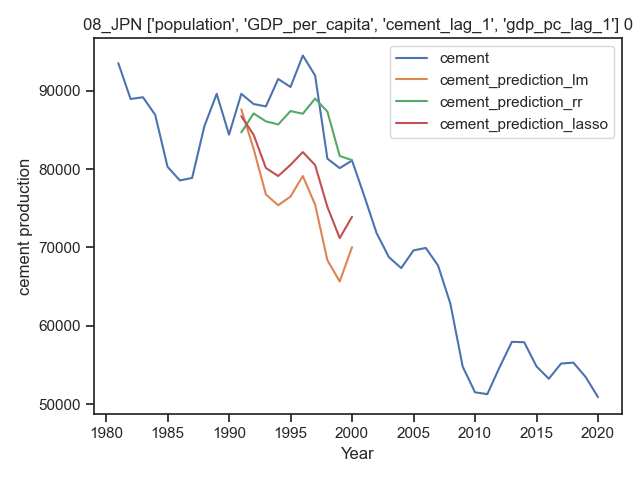 08_JPN ['population', 'GDP_per_capita', 'cement_lag_1', 'gdp_pc_lag_1'] 0
cement
cement_prediction_lm
cement_prediction_rr
cement_prediction_lasso
90000
80000
70000
60000
50000
cement production
1980 1985 1990 1995 2000 2005 2010 2015 2020
Year